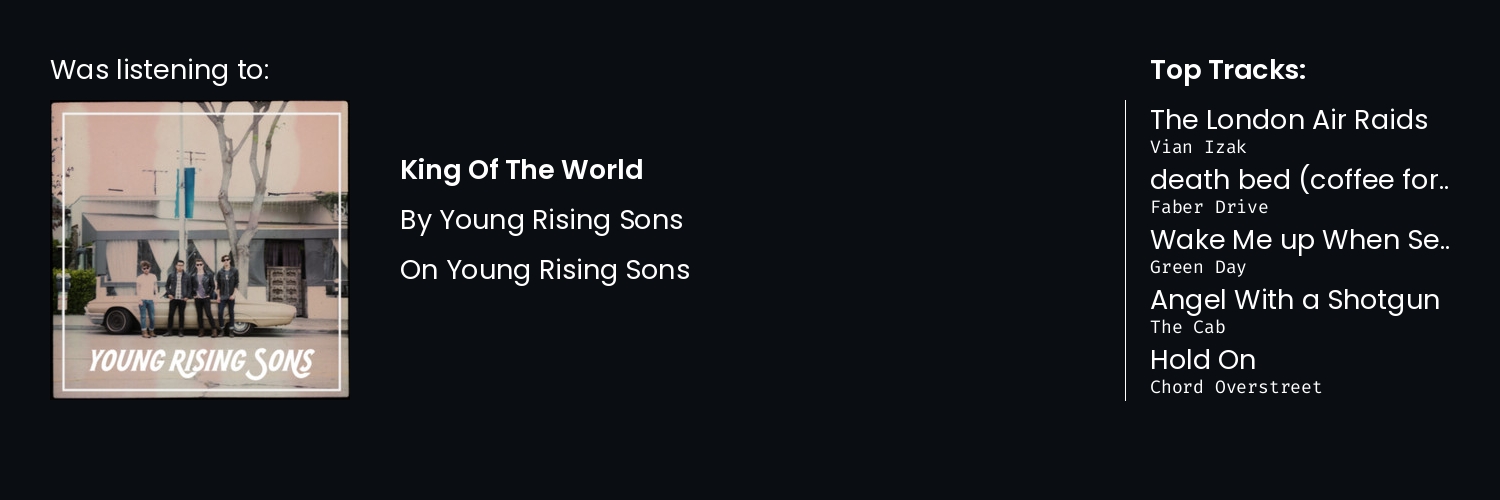 Was listening to:
YOUNG RISING SONS
King Of The World
By Young Rising Sons
On Young Rising Sons
Top Tracks:
The London Air Raids
Vian Izak
death bed (coffee for..
Faber Drive
Wake Me up When Se..
Green Day
Angel With a Shotgun
The Cab
Hold On
Chord Overstreet